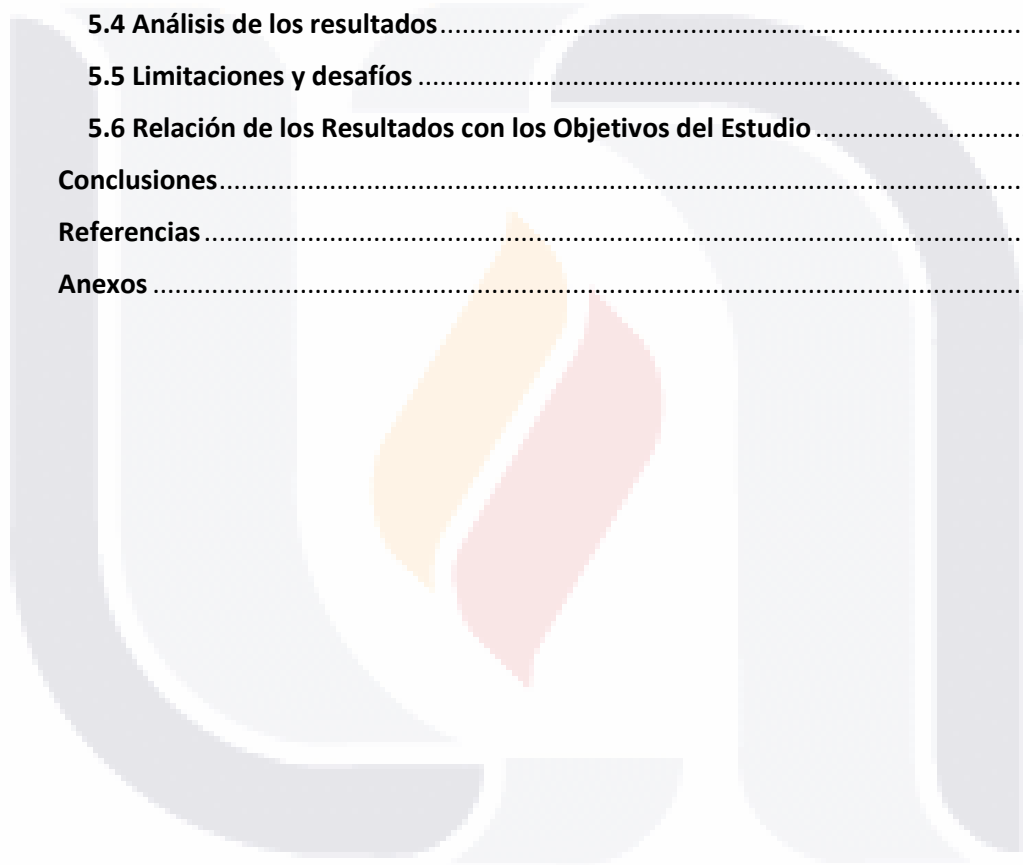 5.4 Análisis de los resultados........................................................................
5.5 Limitaciones y desafíos ...........................................................................
5.6 Relación de los Resultados con los Objetivos del Estudio ...........................
Conclusiones...............................................................................................
Referencias .................................................................................................
Anexos ........................................................................................................